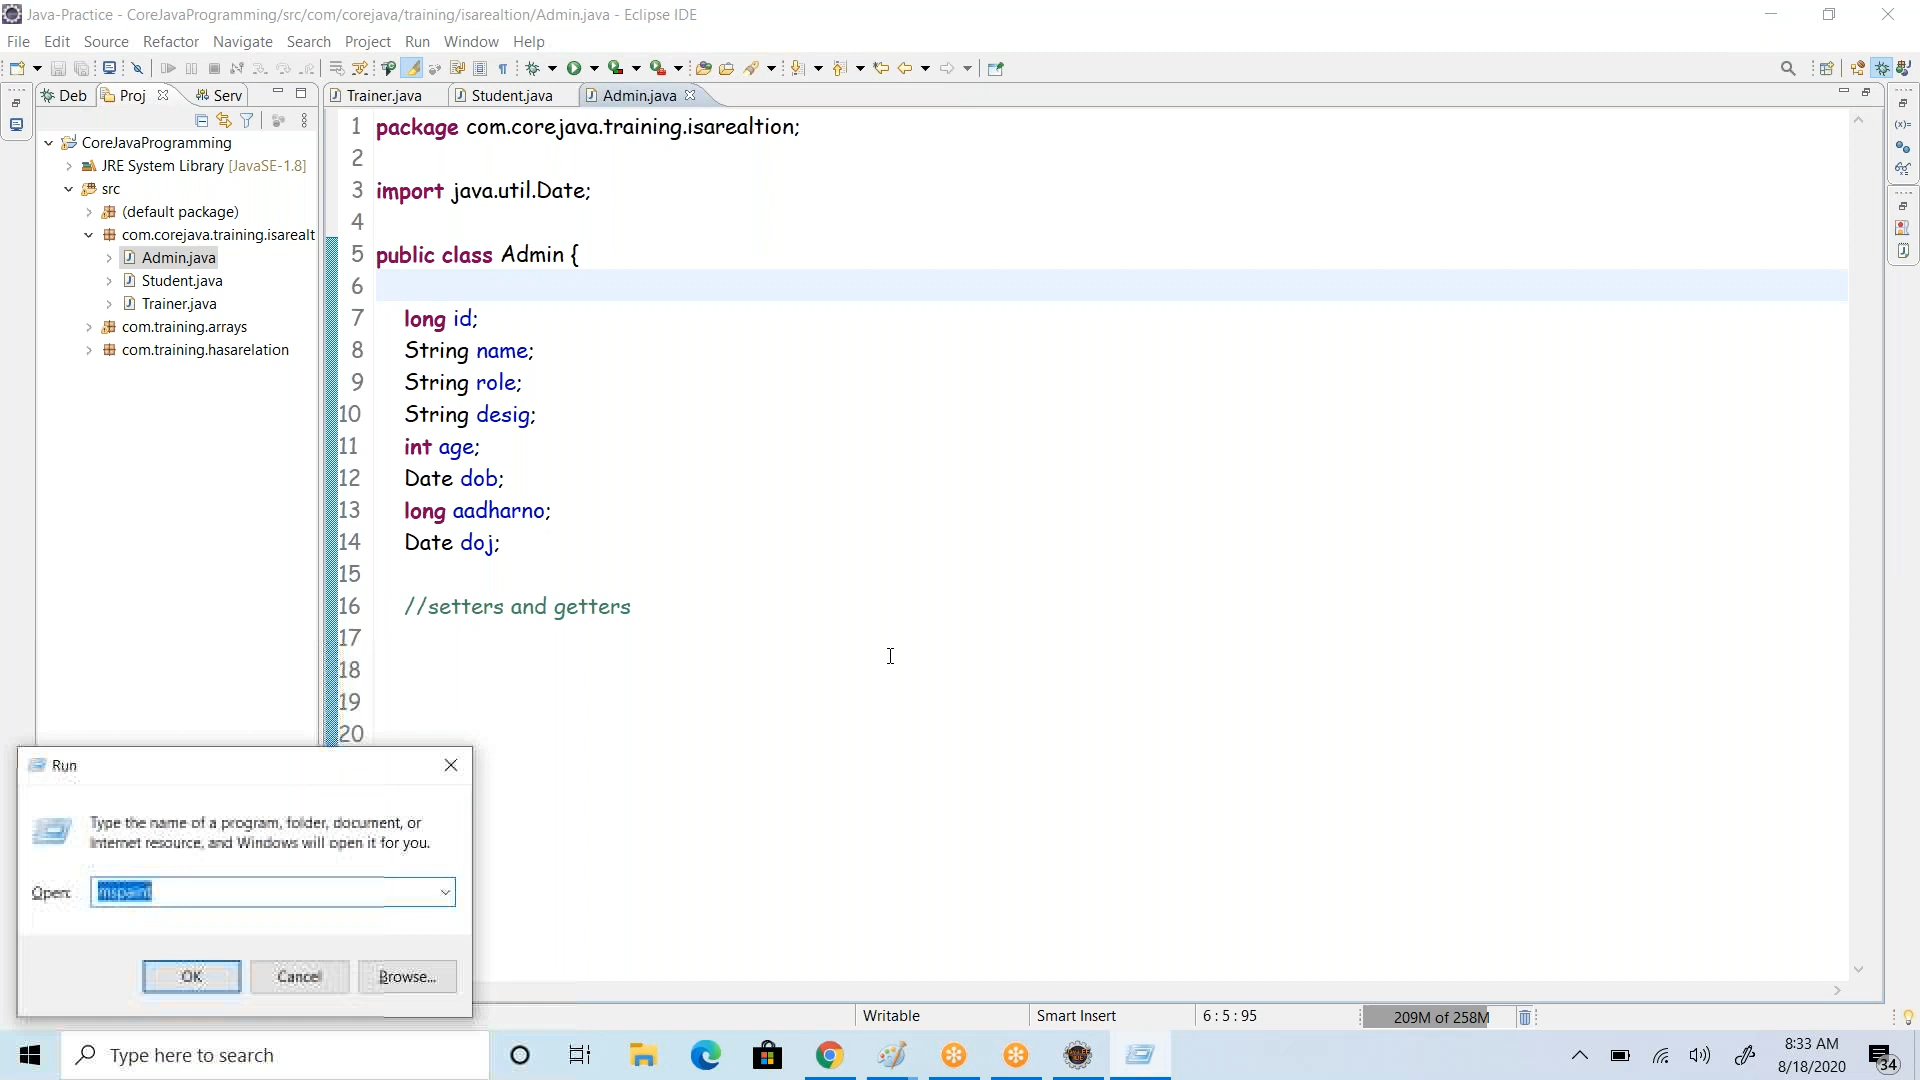 Java-Practice - CoreJavaProgramming/src/com/corejava/training/isarealtion/Admin.java - Eclipse IDE
File Edit Source Refactor Navigate Search Project Run Window Help
Deb Proj Serv
Trainer.java Student.java Admin.java
CoreJavaProgramming
JRE System Library [JavaSE-1.8]
src
(default package)
com.corejava.training.isarealt
Admin.java
Student.java
Trainer.java
com.training.arrays
com.training.hasarelation
1 package com.corejava.training.isarealtion;
2
3 import java.util.Date;
4
5 public class Admin {
6
7 long id;
8 String name;
9 String role;
10 String desig;
11 int age;
12 Date dob;
13 long aadharno;
14 Date doj;
15
16 //setters and getters
17
18
19
20
Run
Type the name of a program, folder, document, or
Internet resource, and Windows will open it for you.
Open: mspaint
OK Cancel Browse...
Writable Smart Insert 6 : 5 : 95 209M of 258M
Type here to search
8:33 AM
8/18/2020
34